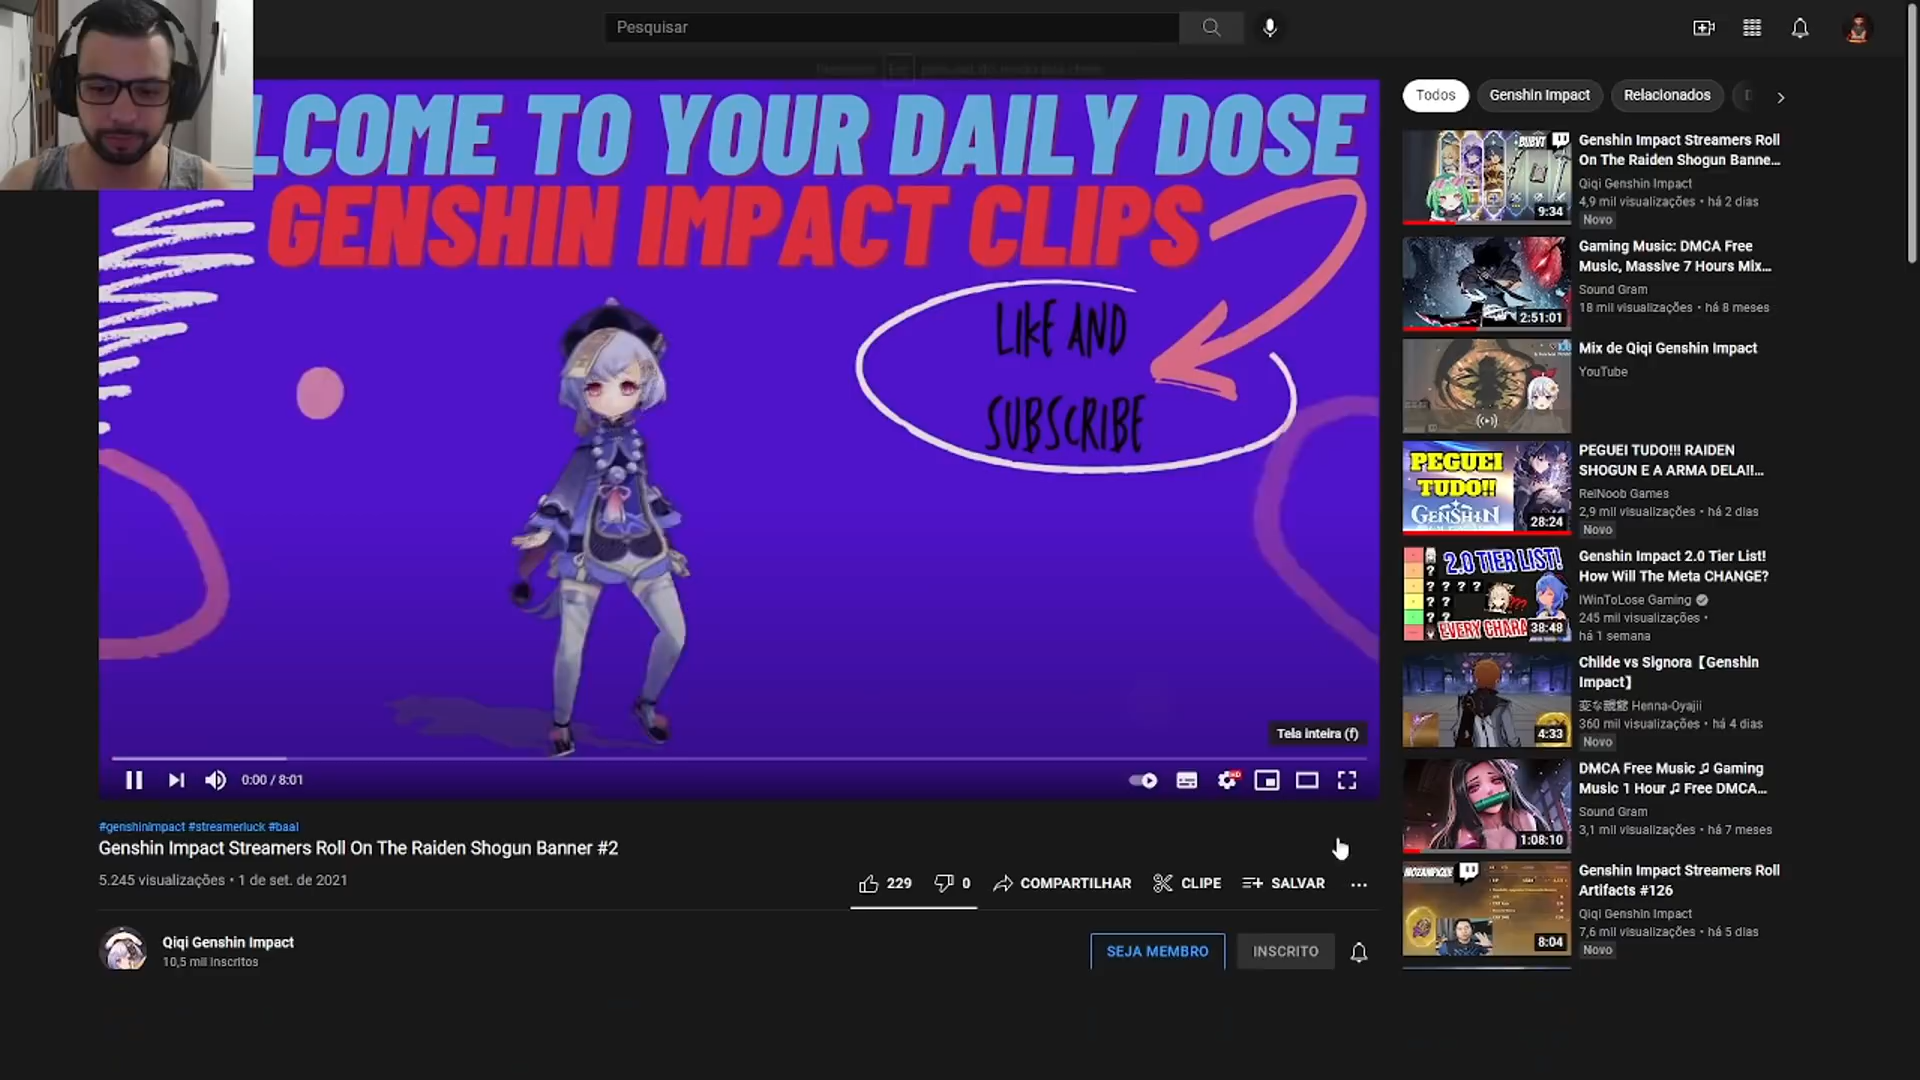 Pesquisar
LCOME TO YOUR DAILY DOSE
GENSHIN IMPACT CLIPS
LIKE AND
SUBSCRIBE
Tela inteira (f)
0:00 / 8:01
#genshinimpact #streamerluck #baal
Genshin Impact Streamers Roll On The Raiden Shogun Banner #2
5.245 visualizações • 1 de set. de 2021
229
0
COMPARTILHAR
CLIPE
SALVAR
Qiqi Genshin Impact
10,5 mil inscritos
SEJA MEMBRO
INSCRITO
Todos
Genshin Impact
Relacionados
9:34
Genshin Impact Streamers Roll
On The Raiden Shogun Banne...
Qiqi Genshin Impact
4,9 mil visualizações • há 2 dias
Novo
2:51:01
Gaming Music: DMCA Free
Music, Massive 7 Hours Mix...
Sound Gram
18 mil visualizações • há 8 meses
Mix de Qiqi Genshin Impact
YouTube
PEGUEI
TUDO!!
GENSHIN
28:24
PEGUEI TUDO!!! RAIDEN
SHOGUN E A ARMA DELA!!...
ReiNoob Games
2,9 mil visualizações • há 2 dias
Novo
2.0 TIER LIST!
EVERY CHARA
38:48
Genshin Impact 2.0 Tier List!
How Will The Meta CHANGE?
IWinToLose Gaming
245 mil visualizações •
há 1 semana
4:33
Childe vs Signora【Genshin
Impact】
Henna-Oyajii
360 mil visualizações • há 4 dias
Novo
1:08:10
DMCA Free Music ♫ Gaming
Music 1 Hour ♫ Free DMCA...
Sound Gram
3,1 mil visualizações • há 7 meses
8:04
Genshin Impact Streamers Roll
Artifacts #126
Qiqi Genshin Impact
7,6 mil visualizações • há 5 dias
Novo